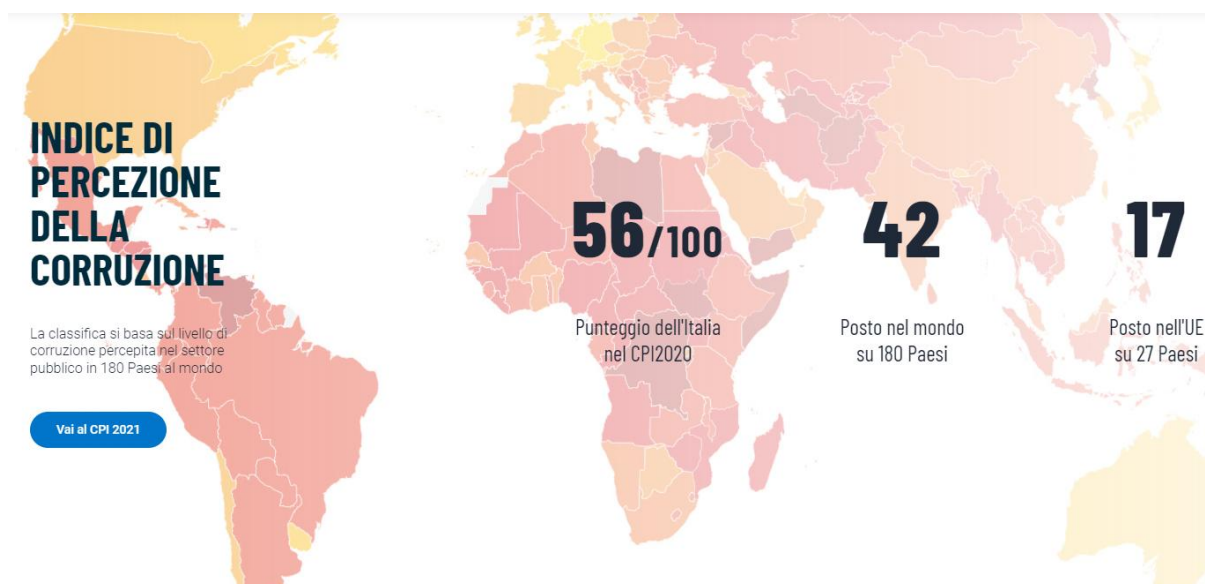 INDICE DI
PERCEZIONE
DELLA
CORRUZIONE
La classifica si basa sul livello di
corruzione percepita nel settore
pubblico in 180 Paesi al mondo
Vai al CPI 2021
56/100
Punteggio dell'Italia
nel CPI2020
42
Posto nel mondo
su 180 Paesi
17
Posto nell'UE
su 27 Paesi